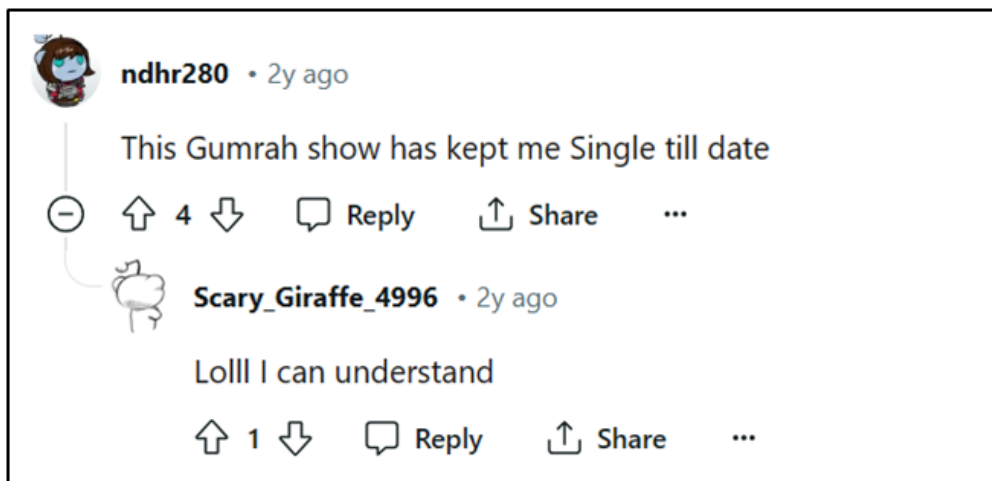 ndhr280 • 2y ago
This Gumrah show has kept me Single till date
4 Reply Share ...
Scary_Giraffe_4996 • 2y ago
Lolll I can understand
1 Reply Share ...